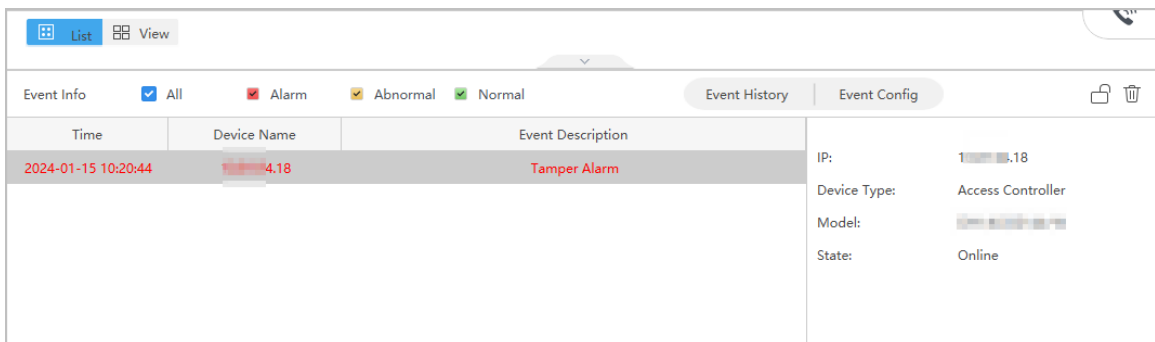 List View
Event Info All Alarm Abnormal Normal Event History Event Config
Time Device Name Event Description
2024-01-15 10:20:44 4.18 Tamper Alarm
IP: .18
Device Type: Access Controller
Model:
State: Online